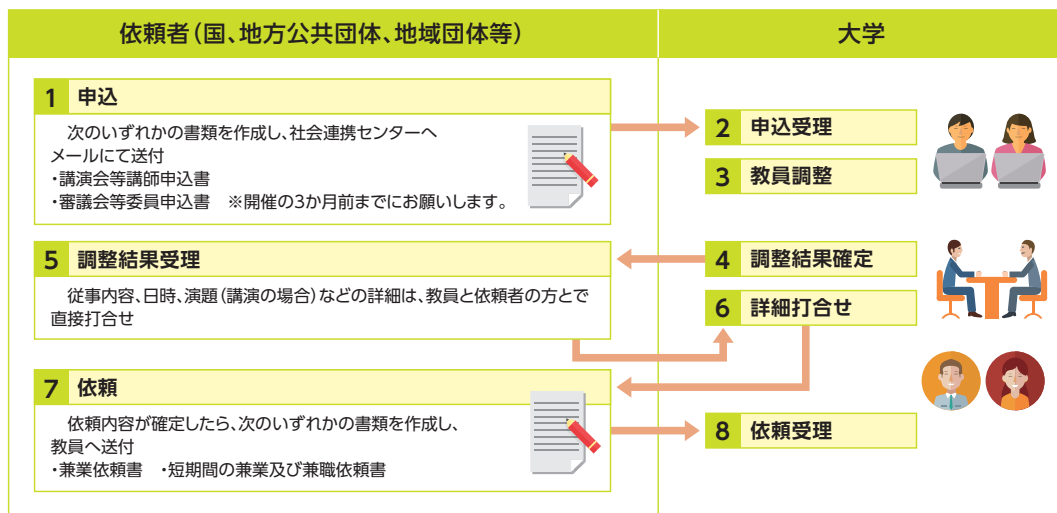 依頼者(国、地方公共団体、地域団体等)
大学
1 申込
次のいずれかの書類を作成し、社会連携センターへ
メールにて送付
・講演会等講師申込書
・審議会等委員申込書 ※開催の3か月前までにお願いします。
2 申込受理
3 教員調整
5 調整結果受理
従事内容、日時、演題(講演の場合)などの詳細は、教員と依頼者の方とで
直接打合せ
4 調整結果確定
6 詳細打合せ
7 依頼
依頼内容が確定したら、次のいずれかの書類を作成し、
教員へ送付
・兼業依頼書 ・短期間の兼業及び兼職依頼書
8 依頼受理